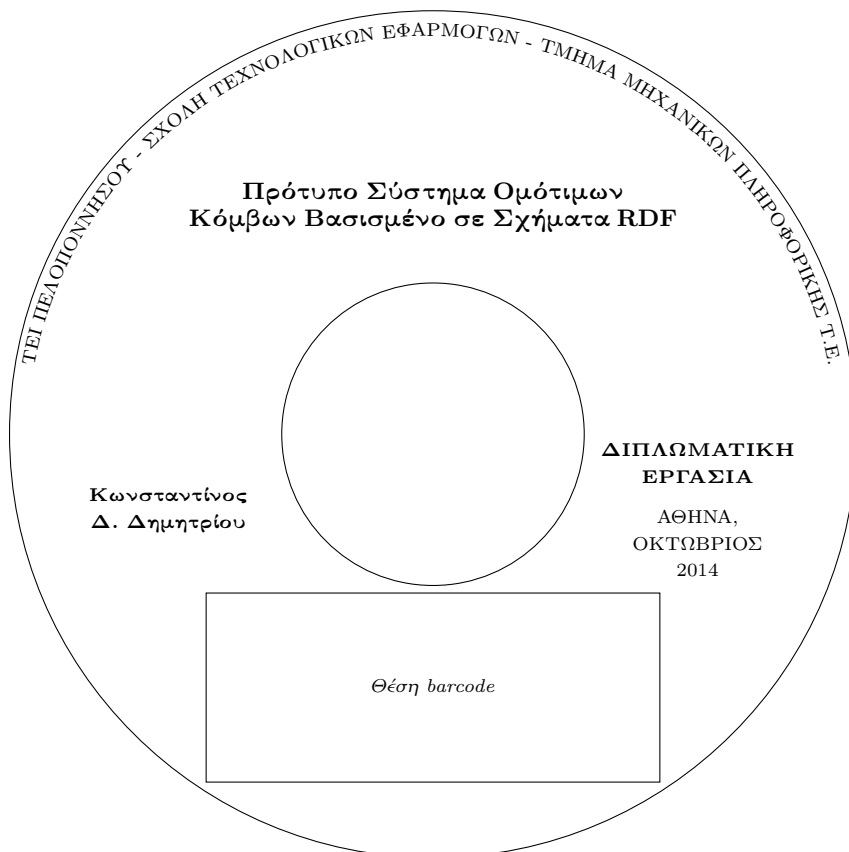 ΤΕΙ ΠΕΛΟΠΟΝΝΗΣΟΥ - ΣΧΟΛΗ ΤΕΧΝΟΛΟΓΙΚΩΝ ΕΦΑΡΜΟΓΩΝ - ΤΜΗΜΑ ΜΗΧΑΝΙΚΩΝ ΠΛΗΡΟΦΟΡΙΚΗΣ Τ.Ε.
Πρότυπο Σύστημα Ομότιμων
Κόμβων Βασισμένο σε Σχήματα RDF
Κωνσταντίνος
Δ. Δημητρίου
ΔΙΠΛΩΜΑΤΙΚΗ
ΕΡΓΑΣΙΑ
ΑΘΗΝΑ,
ΟΚΤΩΒΡΙΟΣ
2014
Θέση barcode